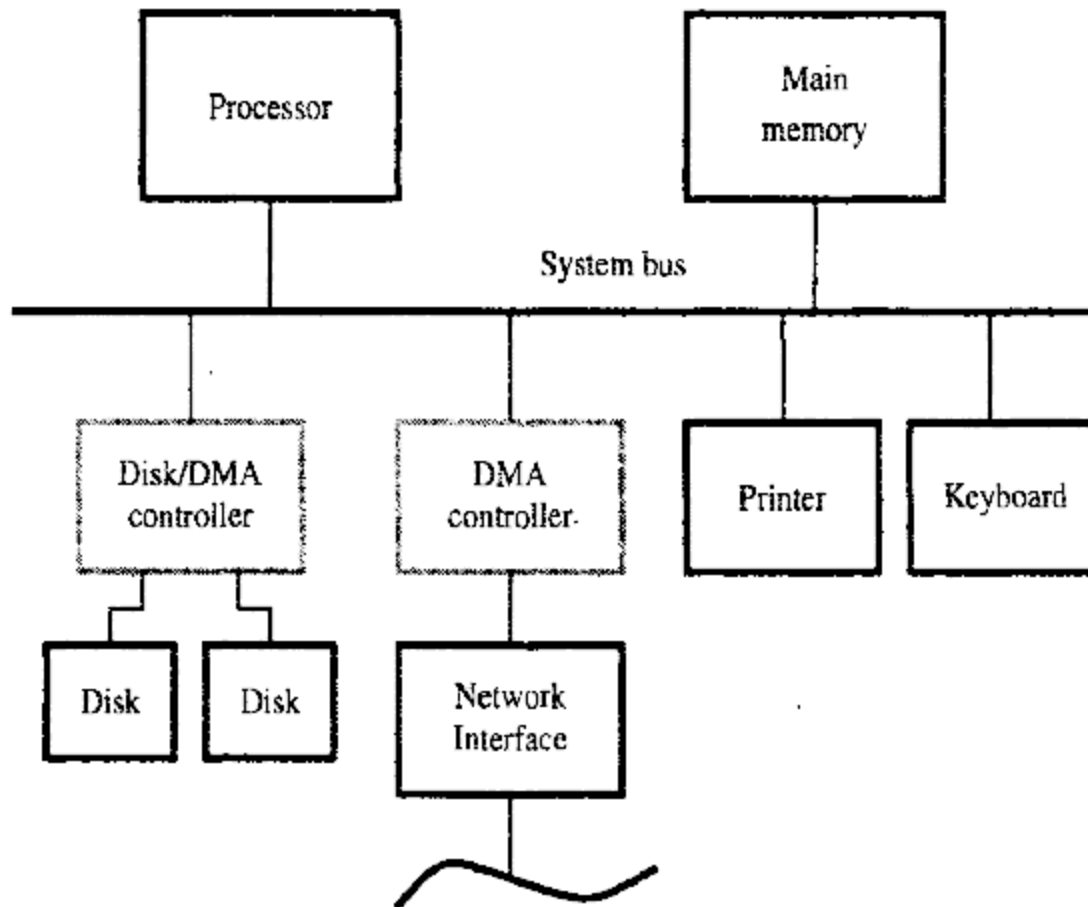 Processor
Main
memory
System bus
Disk/DMA
controller
DMA
controller
Printer
Keyboard
Disk
Disk
Network
Interface